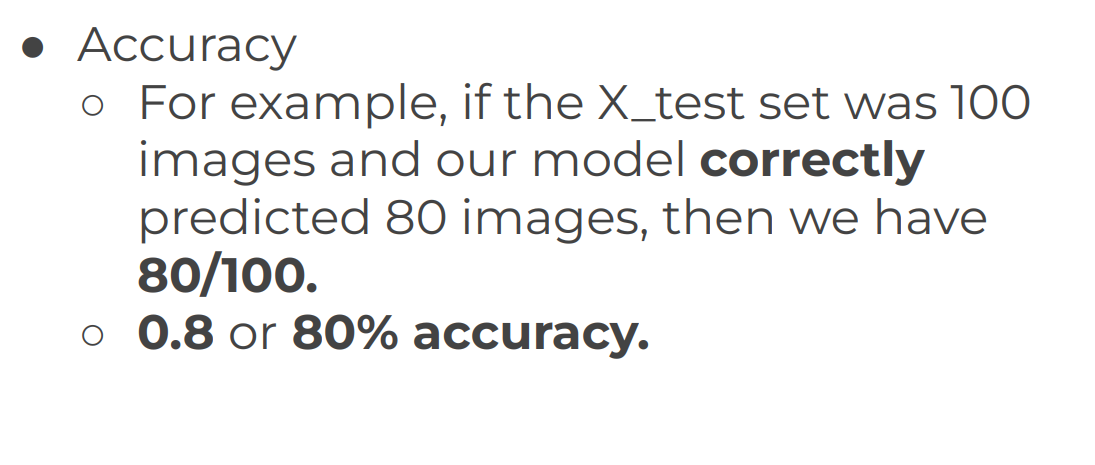 ● Accuracy
○ For example, if the X_test set was 100
images and our model correctly
predicted 80 images, then we have
80/100.
○ 0.8 or 80% accuracy.